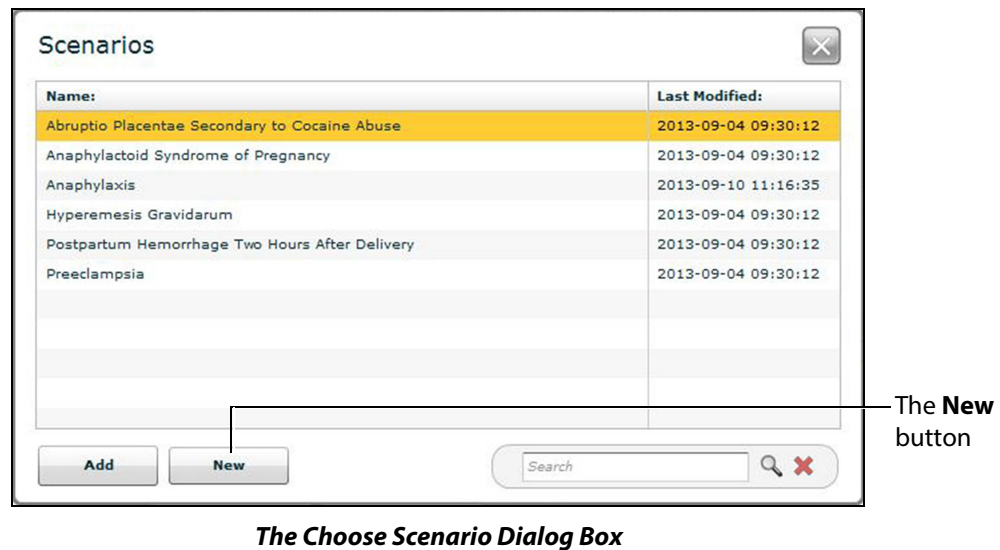 Scenarios
Name: Last Modified:
Abruptio Placentae Secondary to Cocaine Abuse 2013-09-04 09:30:12
Anaphylactoid Syndrome of Pregnancy 2013-09-04 09:30:12
Anaphylaxis 2013-09-10 11:16:35
Hyperemesis Gravidarum 2013-09-04 09:30:12
Postpartum Hemorrhage Two Hours After Delivery 2013-09-04 09:30:12
Preeclampsia 2013-09-04 09:30:12
The New
button
Add New Search
The Choose Scenario Dialog Box